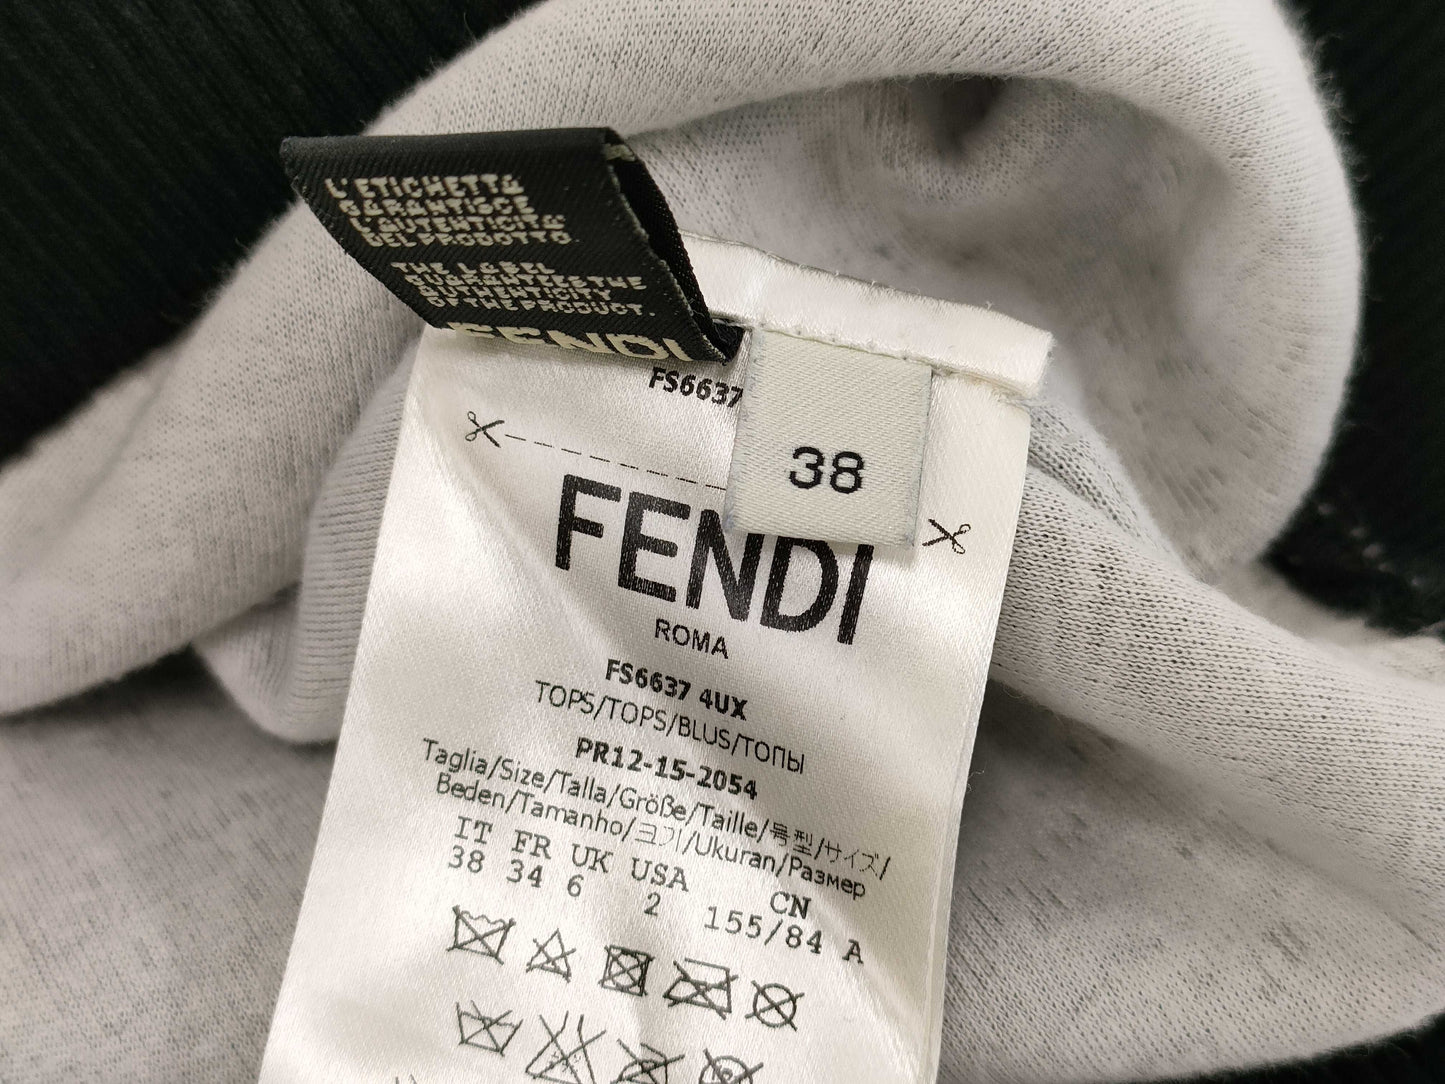 L'ETICHETTA
GARANTISCE
L'AUTENTICITA'
DEL PRODOTTO.
THE LABEL
GUARANTEES THE
AUTHENTICITY
OF THE PRODUCT.
FENDI
FS6637
38
FENDI
ROMA
FS6637 4UX
TOPS/TOPS/BLUS/ТОПЫ
PR12-15-2054
Taglia/Size/Talla/Größe/Taille/号型/サイズ/
Beden/Tamanho/크기/Ukuran/Размер
IT FR UK USA CN
38 34 6 2 155/84 A